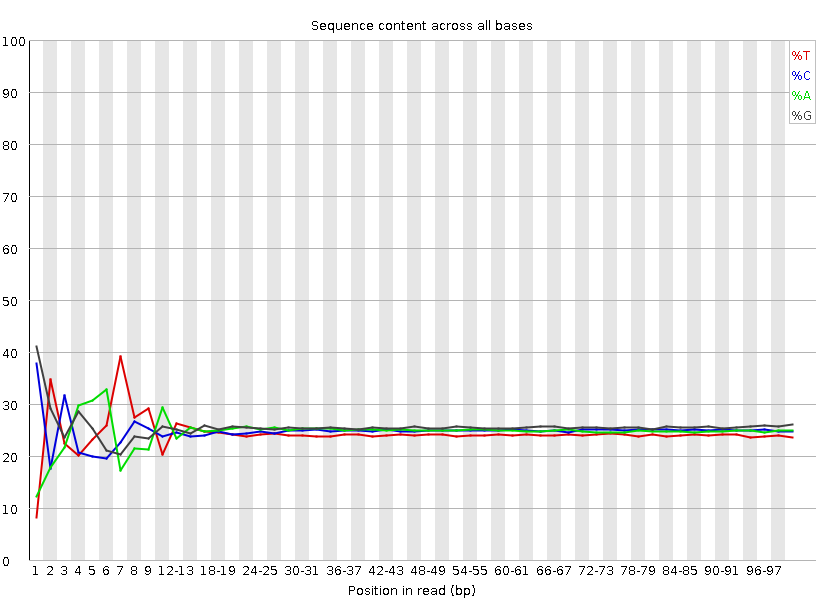 Sequence content across all bases
100
90
80
70
60
50
40
30
20
10
0
%T
%C
%A
%G
1 2 3 4 5 6 7 8 9 12-13 18-19 24-25 30-31 36-37 42-43 48-49 54-55 60-61 66-67 72-73 78-79 84-85 90-91 96-97
Position in read (bp)